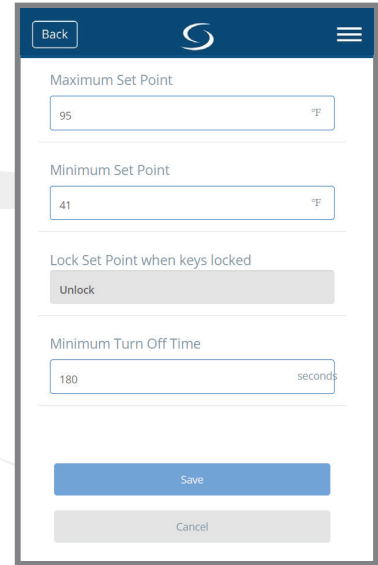 Back
Maximum Set Point
95 °F
Minimum Set Point
41 °F
Lock Set Point when keys locked
Unlock
Minimum Turn Off Time
180 seconds
Save
Cancel